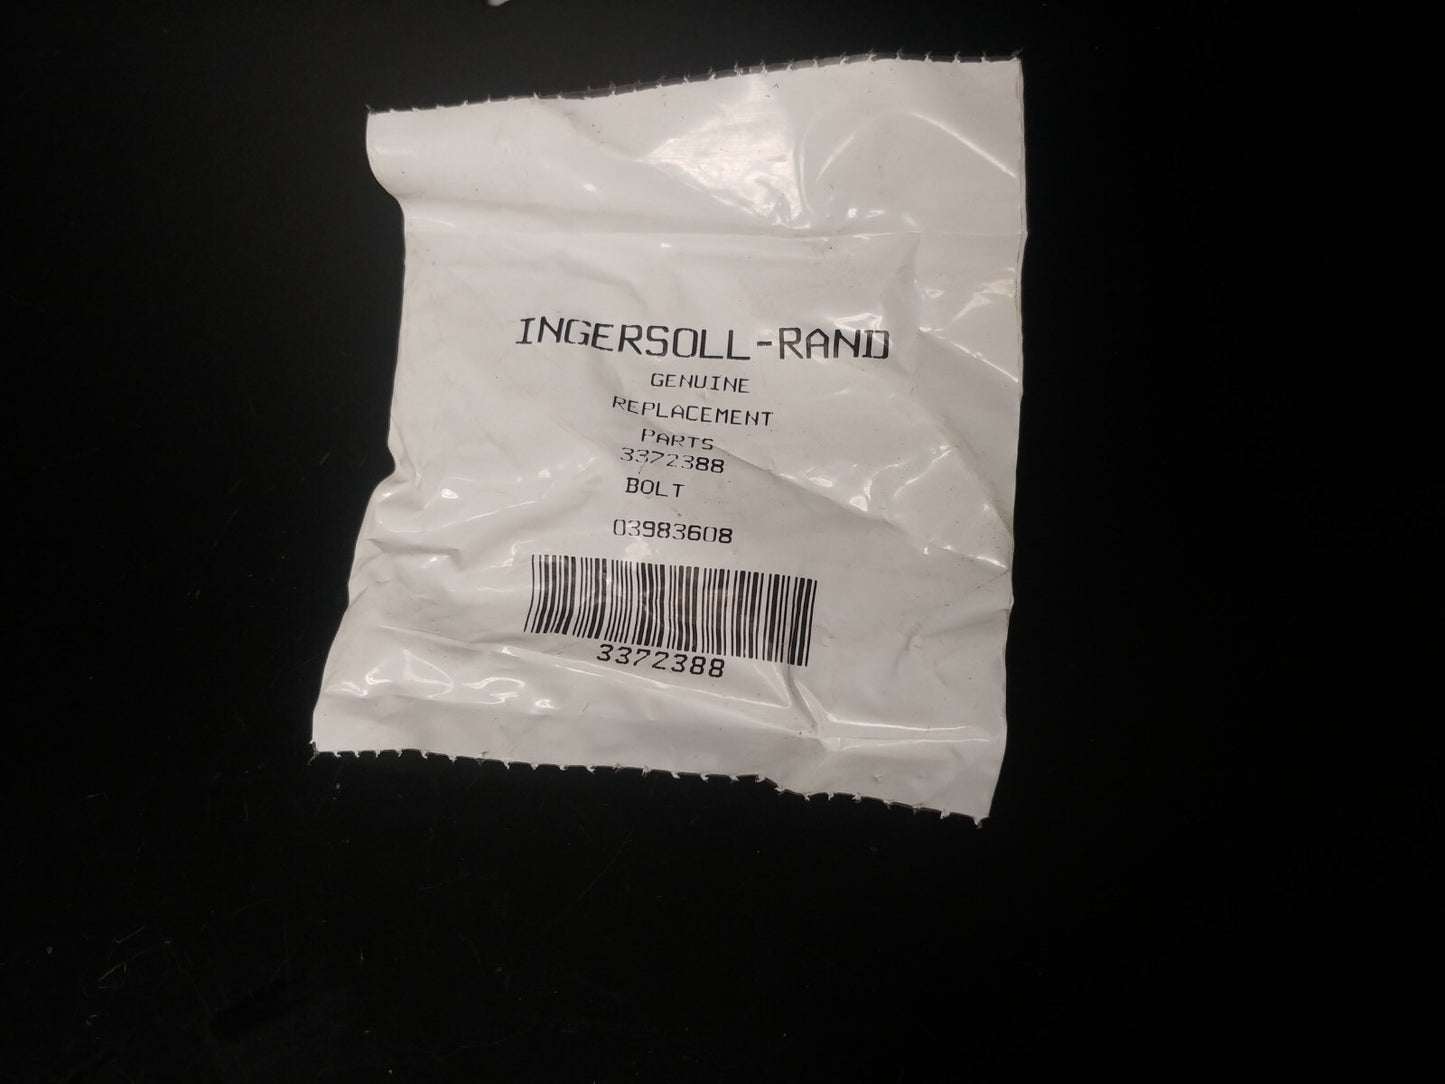 INGERSOLL-RAND
GENUINE
REPLACEMENT
PARTS
3372388
BOLT
03983608
3372388